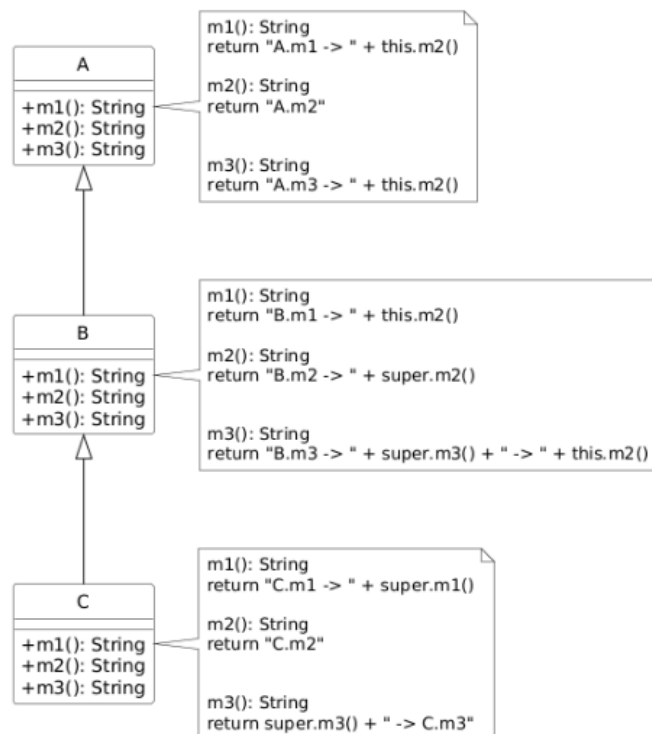 A
+m1(): String
+m2(): String
+m3(): String
m1(): String
return "A.m1 -> " + this.m2()
m2(): String
return "A.m2"
m3(): String
return "A.m3 -> " + this.m2()
B
+m1(): String
+m2(): String
+m3(): String
m1(): String
return "B.m1 -> " + this.m2()
m2(): String
return "B.m2 -> " + super.m2()
m3(): String
return "B.m3 -> " + super.m3() + " -> " + this.m2()
C
+m1(): String
+m2(): String
+m3(): String
m1(): String
return "C.m1 -> " + super.m1()
m2(): String
return "C.m2"
m3(): String
return super.m3() + " -> C.m3"